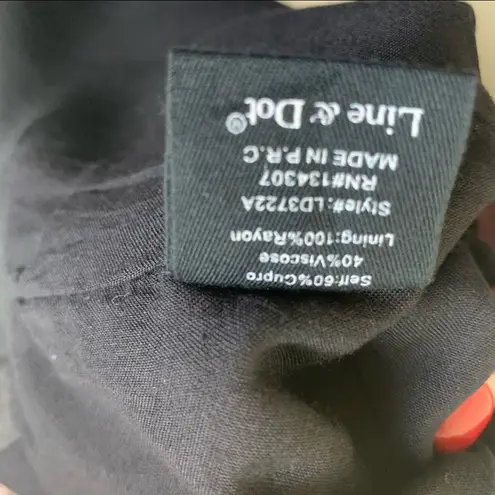 Line & Dot®
MADE IN P.R.C
RN#134307
Style#:LD3722A
Lining:100%Rayon
40%Viscose
Self:60%Cupro